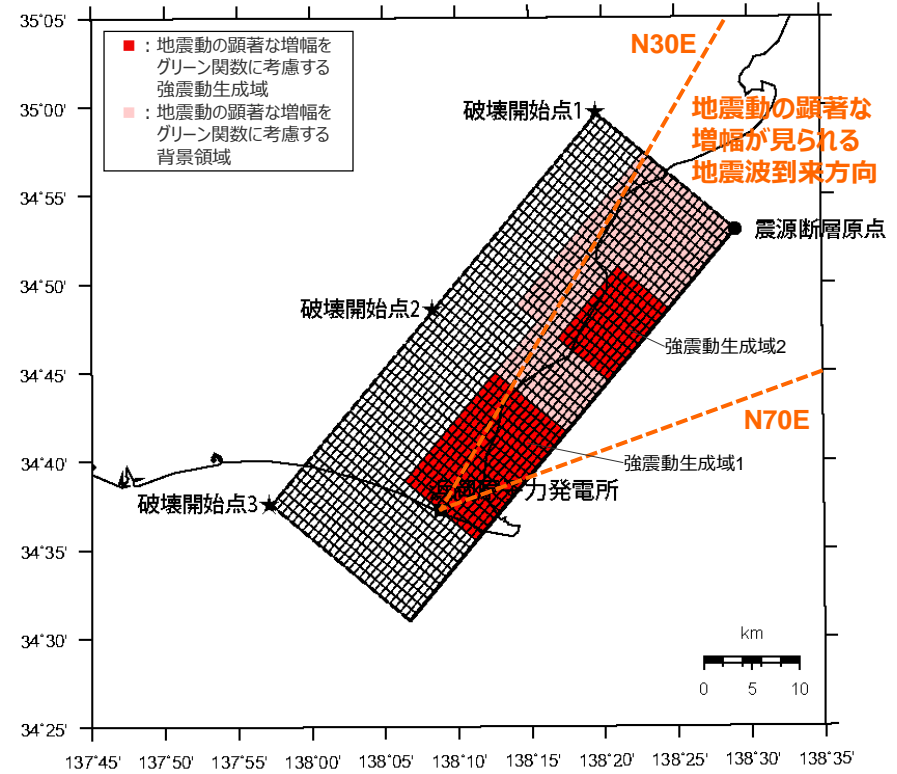 35°05'
35°00'
34°55'
34°50'
34°45'
34°40'
34°35'
34°30'
34°25'
■ : 地震動の顕著な増幅を
グリーン関数に考慮する
強震動生成域
■ : 地震動の顕著な増幅を
グリーン関数に考慮する
背景領域
N30E
破壊開始点1★
地震動の顕著な
増幅が見られる
地震波到来方向
● 震源断層原点
破壊開始点2★
強震動生成域2
N70E
強震動生成域1
力発電所
破壊開始点3★
km
0 5 10
137°45' 137°50' 137°55' 138°00' 138°05' 138°10' 138°15' 138°20' 138°25' 138°30' 138°35'